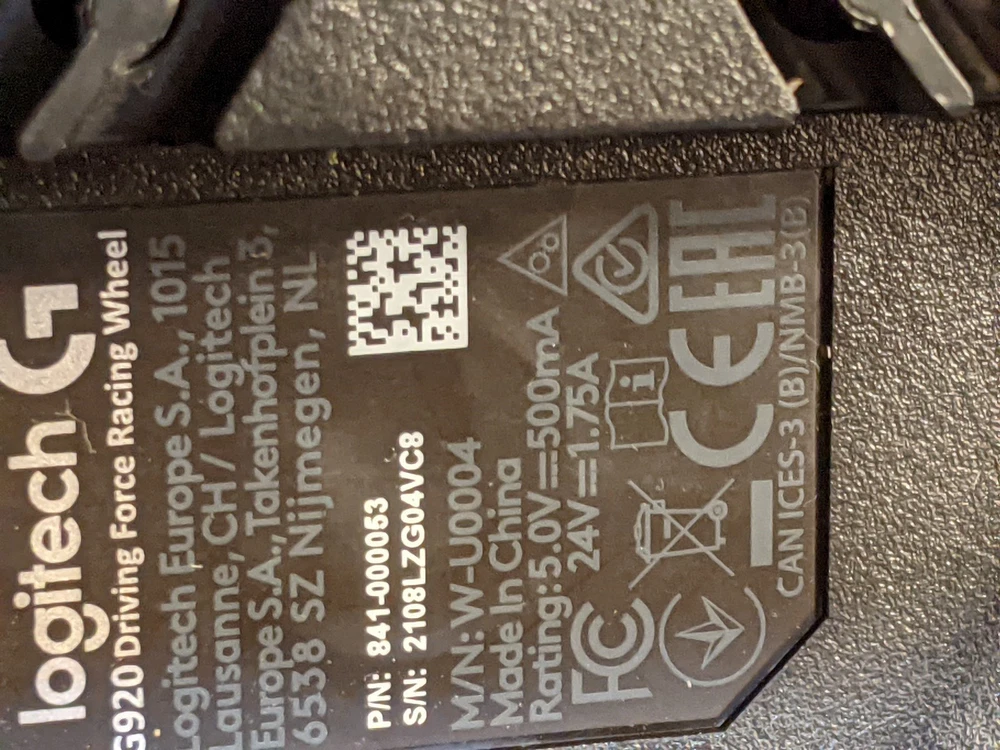 logitech G
G920 Driving Force Racing Wheel
Logitech Europe S.A., 1015
Lausanne, CH / Logitech
Europe S.A., Takenhofplein 3,
6538 SZ Nijmegen, NL
P/N: 841-000053
S/N: 2108LZG04VC8
M/N: W-U0004
Made In China
Rating: 5.0V⎓500mA
24V⎓1.75A
FC
CE EAC
CAN ICES-3 (B)/NMB-3(B)